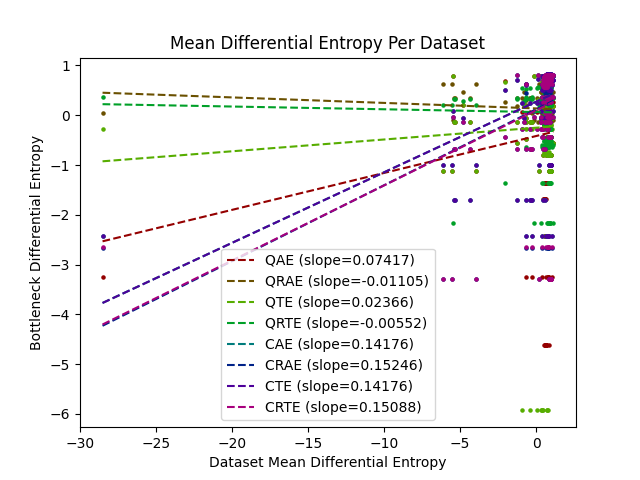 Mean Differential Entropy Per Dataset
1
0
−1
−2
−3
−4
−5
−6
Bottleneck Differential Entropy
QAE (slope=0.07417)
QRAE (slope=-0.01105)
QTE (slope=0.02366)
QRTE (slope=-0.00552)
CAE (slope=0.14176)
CRAE (slope=0.15246)
CTE (slope=0.14176)
CRTE (slope=0.15088)
−30 −25 −20 −15 −10 −5 0
Dataset Mean Differential Entropy